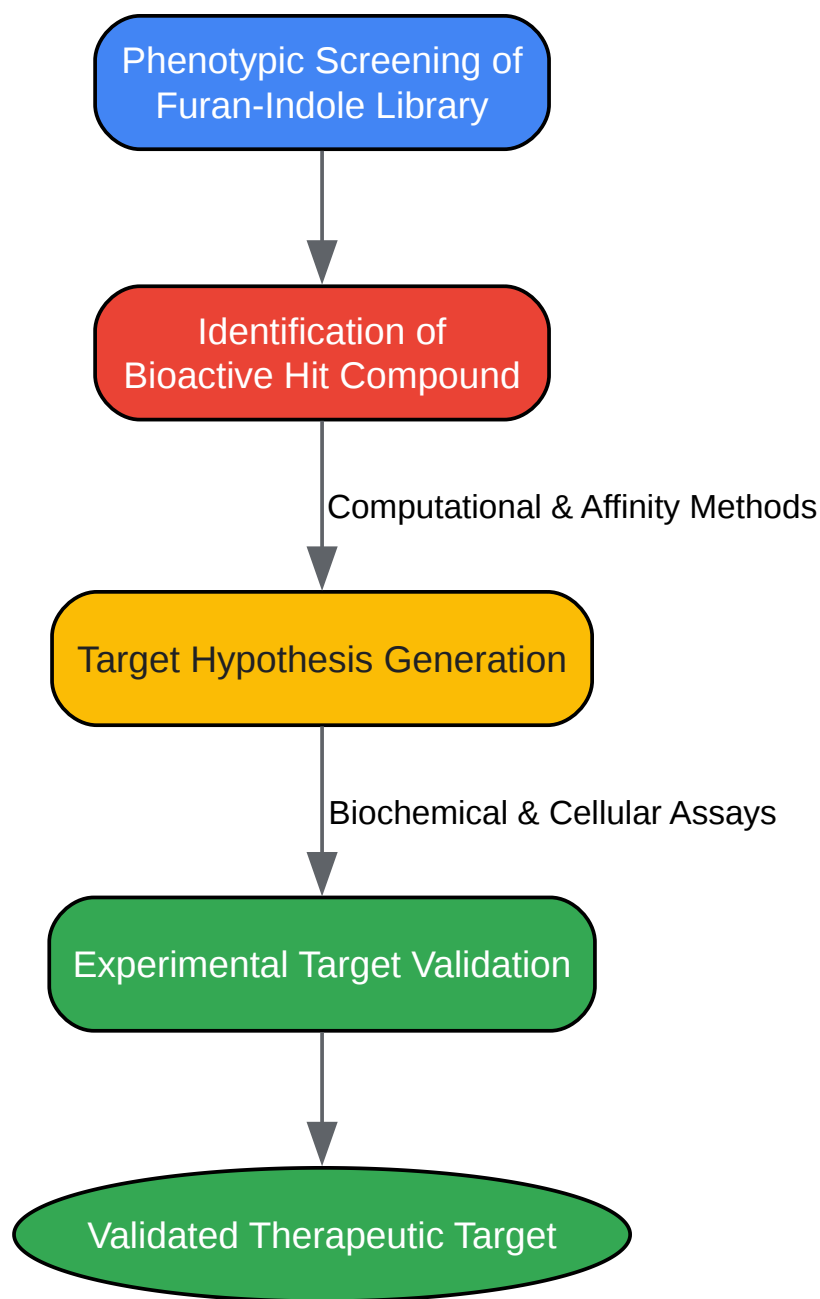 Phenotypic Screening of
Furan-Indole Library
Identification of
Bioactive Hit Compound
Computational & Affinity Methods
Target Hypothesis Generation
Biochemical & Cellular Assays
Experimental Target Validation
Validated Therapeutic Target